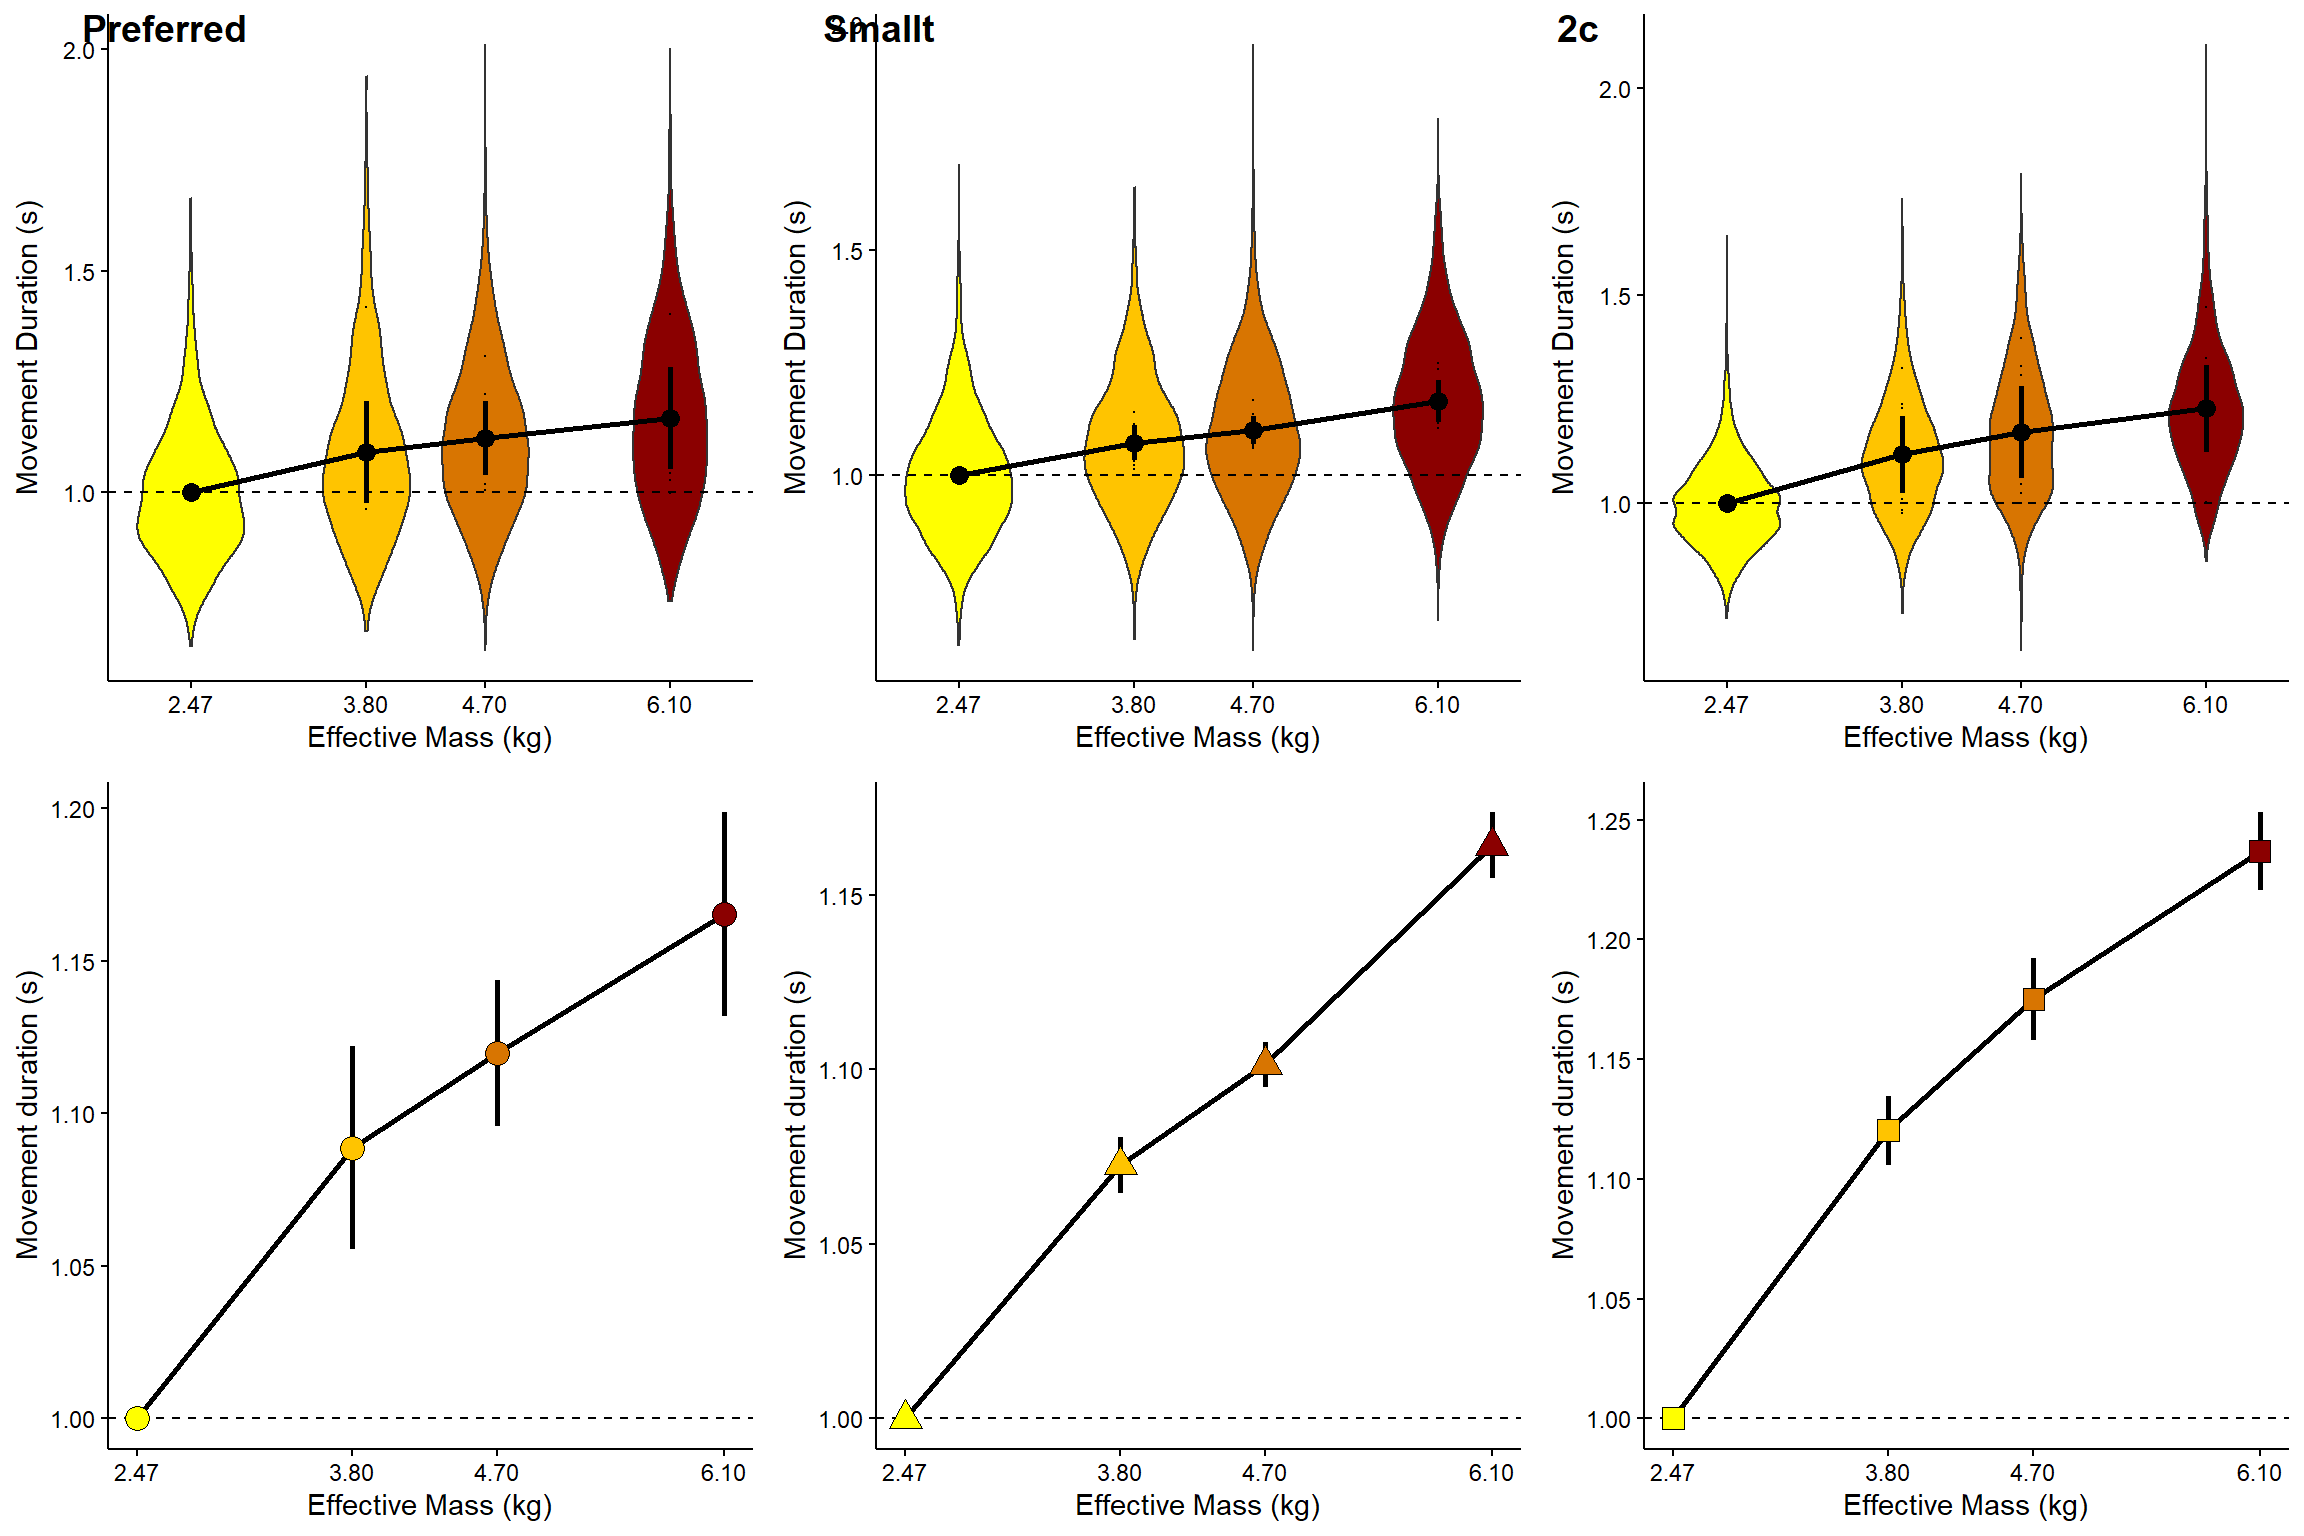 Preferred
Movement Duration (s)
2.0
1.5
1.0
2.47 3.80 4.70 6.10
Effective Mass (kg)
Smallt
Movement Duration (s)
2.0
1.5
1.0
2.47 3.80 4.70 6.10
Effective Mass (kg)
2c
Movement Duration (s)
2.0
1.5
1.0
2.47 3.80 4.70 6.10
Effective Mass (kg)
Movement duration (s)
1.20
1.15
1.10
1.05
1.00
2.47 3.80 4.70 6.10
Effective Mass (kg)
Movement duration (s)
1.15
1.10
1.05
1.00
2.47 3.80 4.70 6.10
Effective Mass (kg)
Movement duration (s)
1.25
1.20
1.15
1.10
1.05
1.00
2.47 3.80 4.70 6.10
Effective Mass (kg)